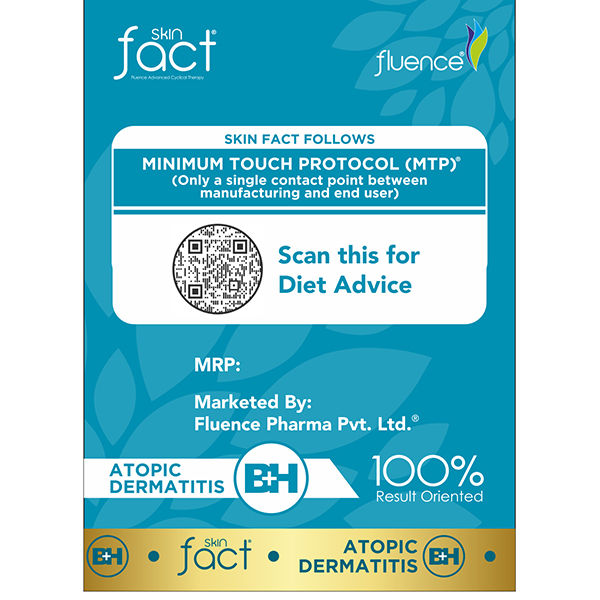 SKIN
fact®
Fluence Advanced Cyclical Therapy
fluence®
SKIN FACT FOLLOWS
MINIMUM TOUCH PROTOCOL (MTP)®
(Only a single contact point between
manufacturing and end user)
Scan this for
Diet Advice
MRP:
Marketed By:
Fluence Pharma Pvt. Ltd.®
ATOPIC
DERMATITIS
B+H
100%
Result Oriented
B+H
SKIN
fact®
ATOPIC
DERMATITIS
B+H